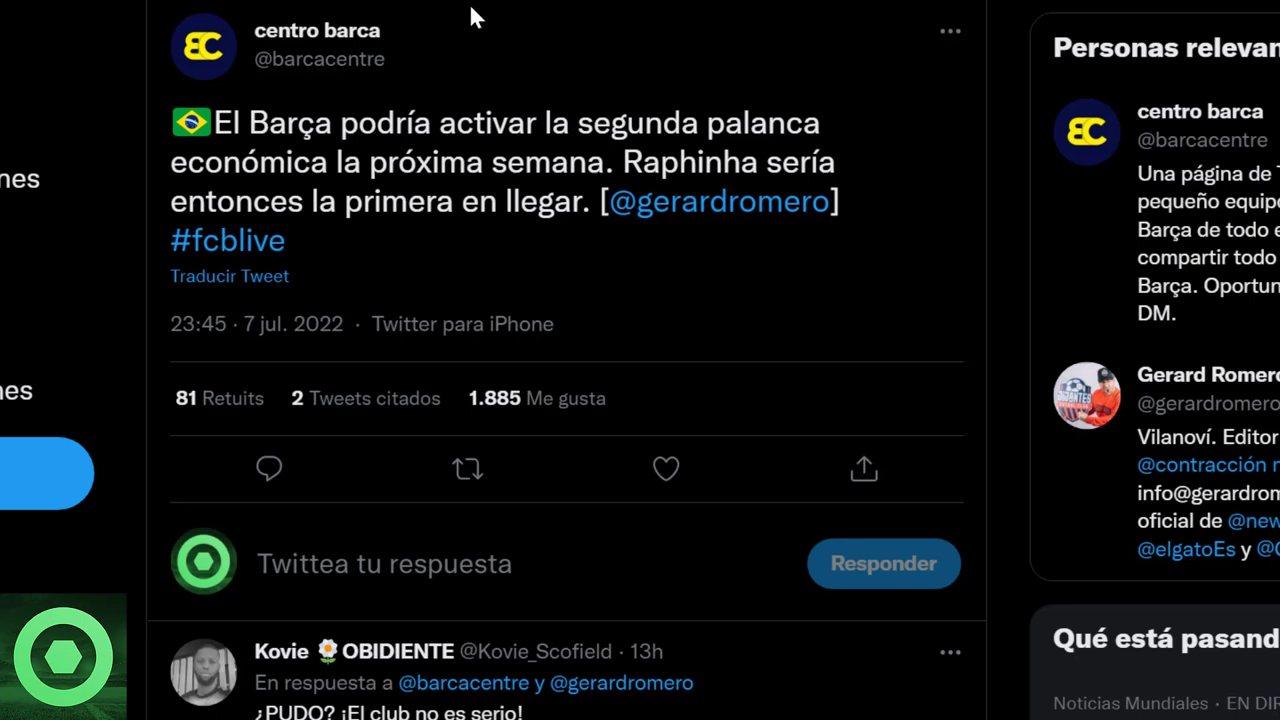 centro barca
@barcacentre
El Barça podría activar la segunda palanca
económica la próxima semana. Raphinha sería
entonces la primera en llegar. [@gerardromero]
#fcblive
Traducir Tweet
23:45 · 7 jul. 2022 · Twitter para iPhone
81 Retuits 2 Tweets citados 1.885 Me gusta
Twittea tu respuesta
Responder
Kovie OBIDIENTE @Kovie_Scofield · 13h
En respuesta a @barcacentre y @gerardromero
¿PUDO? ¡El club no es serio!
nes
nes
Personas relevan
centro barca
@barcacentre
Una página de
pequeño equipo
Barça de todo e
compartir todo
Barça. Oportun
DM.
Gerard Romero
@gerardromero
Vilanoví. Editor
@contracción n
info@gerardrom
oficial de @new
@elgatoEs y @
Qué está pasand
Noticias Mundiales · EN DIR